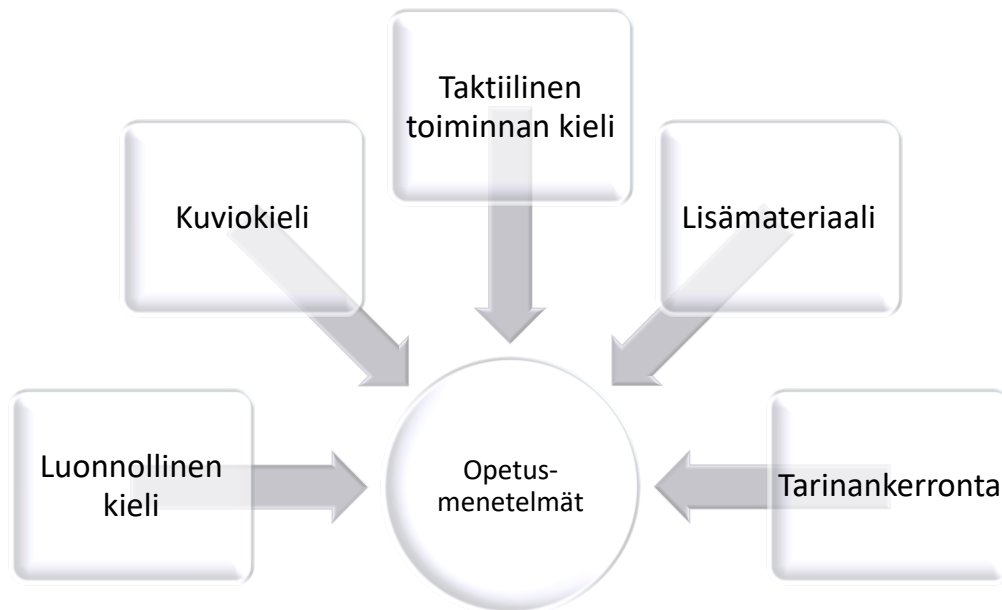 Taktiilinen
toiminnan kieli
Kuviokieli
Lisämateriaali
Luonnollinen
kieli
Opetus-
menetelmät
Tarinankerronta